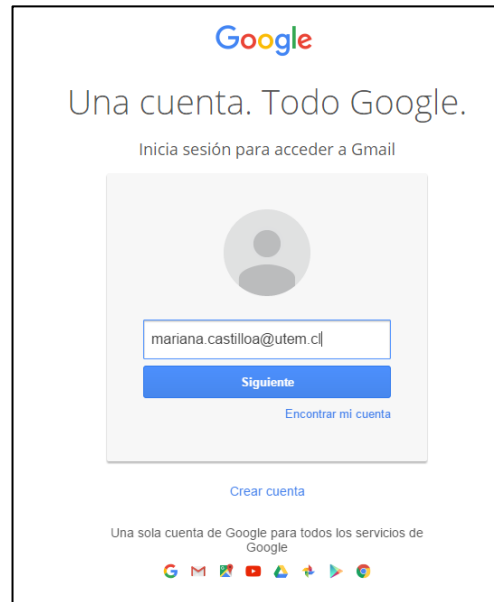 Google
Una cuenta. Todo Google.
Inicia sesión para acceder a Gmail
mariana.castilloa@utem.cl
Siguiente
Encontrar mi cuenta
Crear cuenta
Una sola cuenta de Google para todos los servicios de
Google